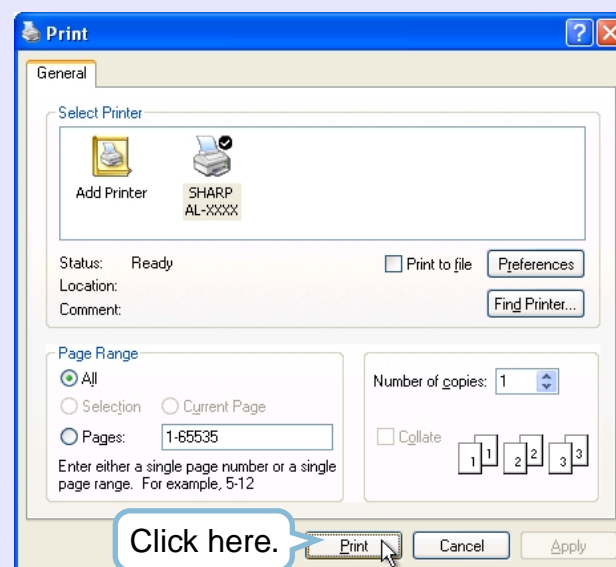 Print
General
Select Printer
Add Printer
SHARP
AL-XXXX
Status: Ready
Location:
Comment:
Print to file
Preferences
Find Printer...
Page Range
All
Selection
Current Page
Pages: 1-65535
Enter either a single page number or a single
page range. For example, 5-12
Number of copies: 1
Collate
1 1 2 2 3 3
Click here.
Print
Cancel
Apply